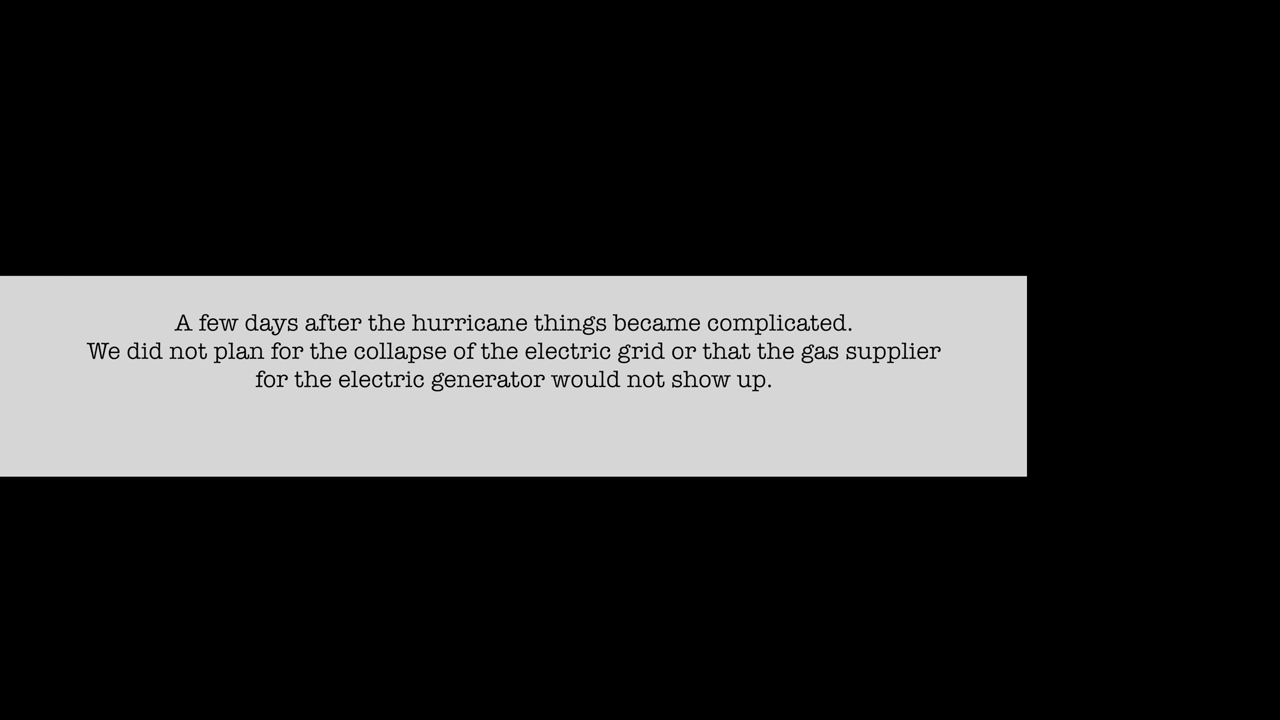 A few days after the hurricane things became complicated.
We did not plan for the collapse of the electric grid or that the gas supplier
for the electric generator would not show up.